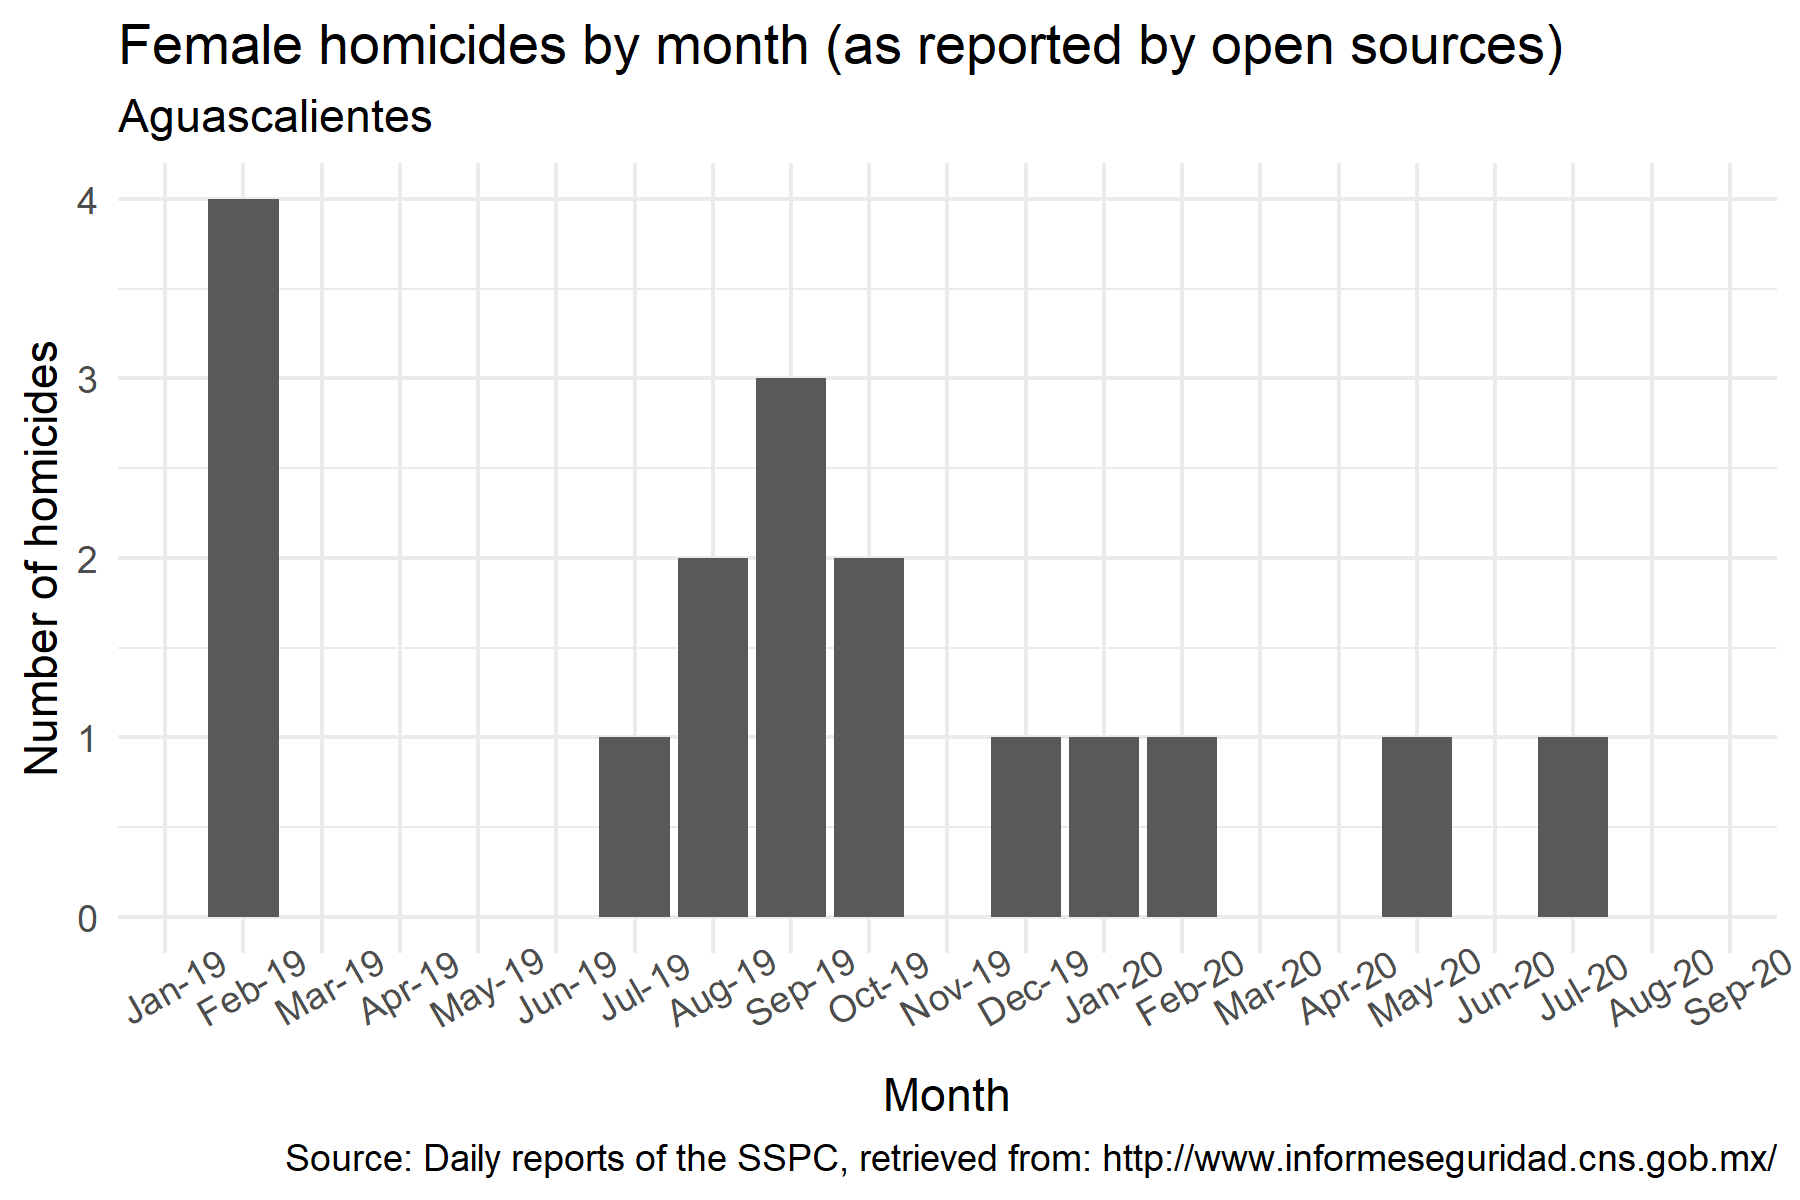 Female homicides by month (as reported by open sources)
Aguascalientes
Number of homicides
4
3
2
1
0
Jan-19
Feb-19
Mar-19
Apr-19
May-19
Jun-19
Jul-19
Aug-19
Sep-19
Oct-19
Nov-19
Dec-19
Jan-20
Feb-20
Mar-20
Apr-20
May-20
Jun-20
Jul-20
Aug-20
Sep-20
Month
Source: Daily reports of the SSPC, retrieved from: http://www.informeseguridad.cns.gob.mx/